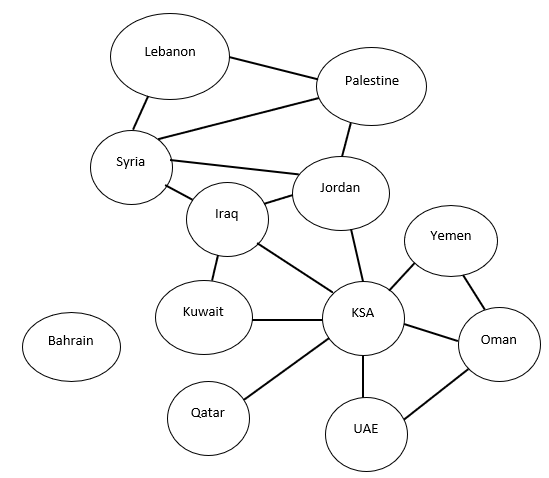 Lebanon
Palestine
Syria
Jordan
Iraq
Yemen
Kuwait
KSA
Bahrain
Oman
Qatar
UAE